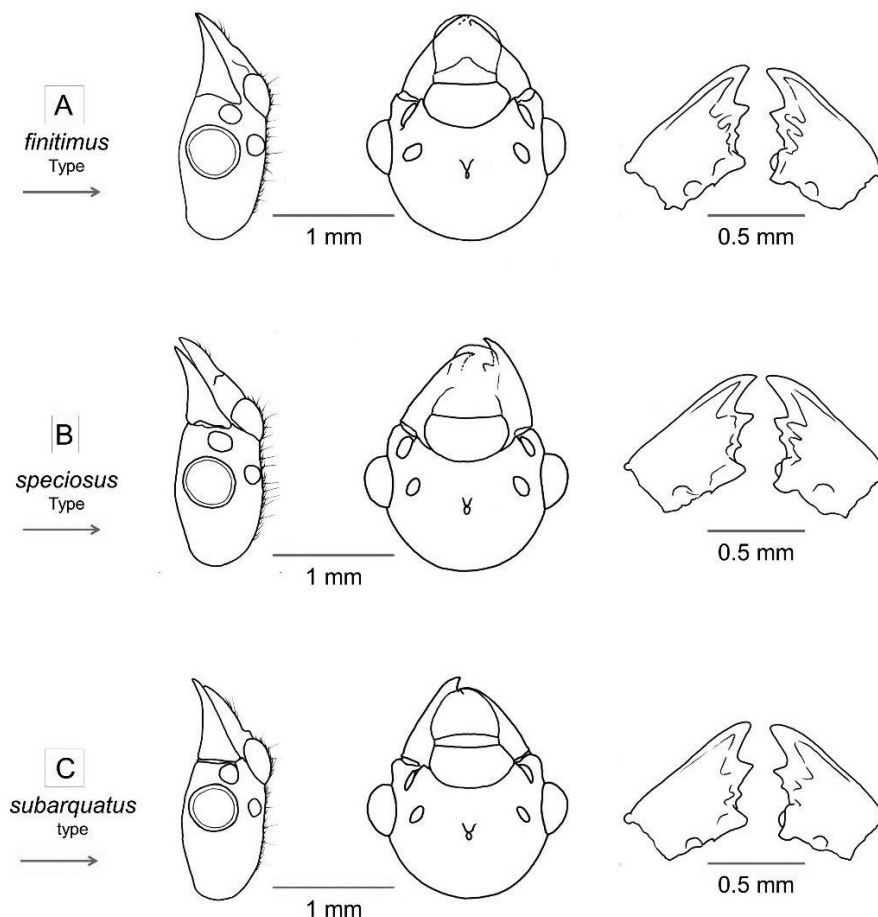 A
finitimus
Type
1 mm
0.5 mm
B
speciosus
Type
1 mm
0.5 mm
C
subarquatus
type
1 mm
0.5 mm